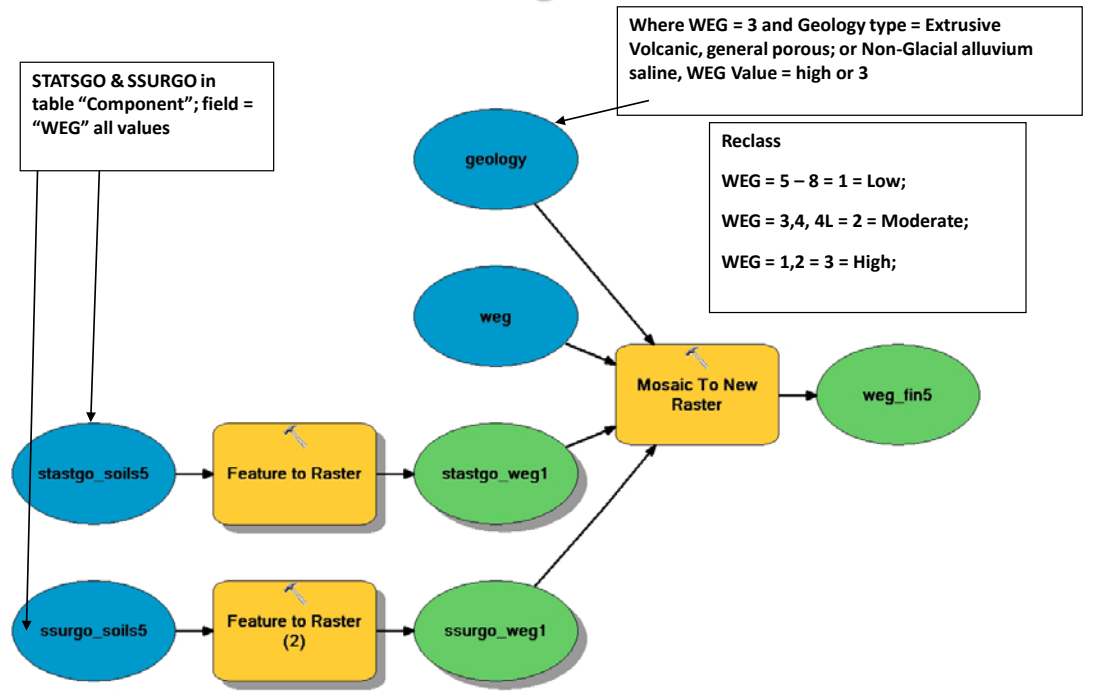 Where WEG = 3 and Geology type = Extrusive
Volcanic, general porous; or Non-Glacial alluvium
saline, WEG Value = high or 3
STATSGO & SSURGO in
table “Component”; field =
“WEG” all values
Reclass
WEG = 5 – 8 = 1 = Low;
WEG = 3,4, 4L = 2 = Moderate;
WEG = 1,2 = 3 = High;
geology
weg
Mosaic To New
Raster
weg_fin5
stastgo_soils5
Feature to Raster
stastgo_weg1
ssurgo_soils5
Feature to Raster
(2)
ssurgo_weg1